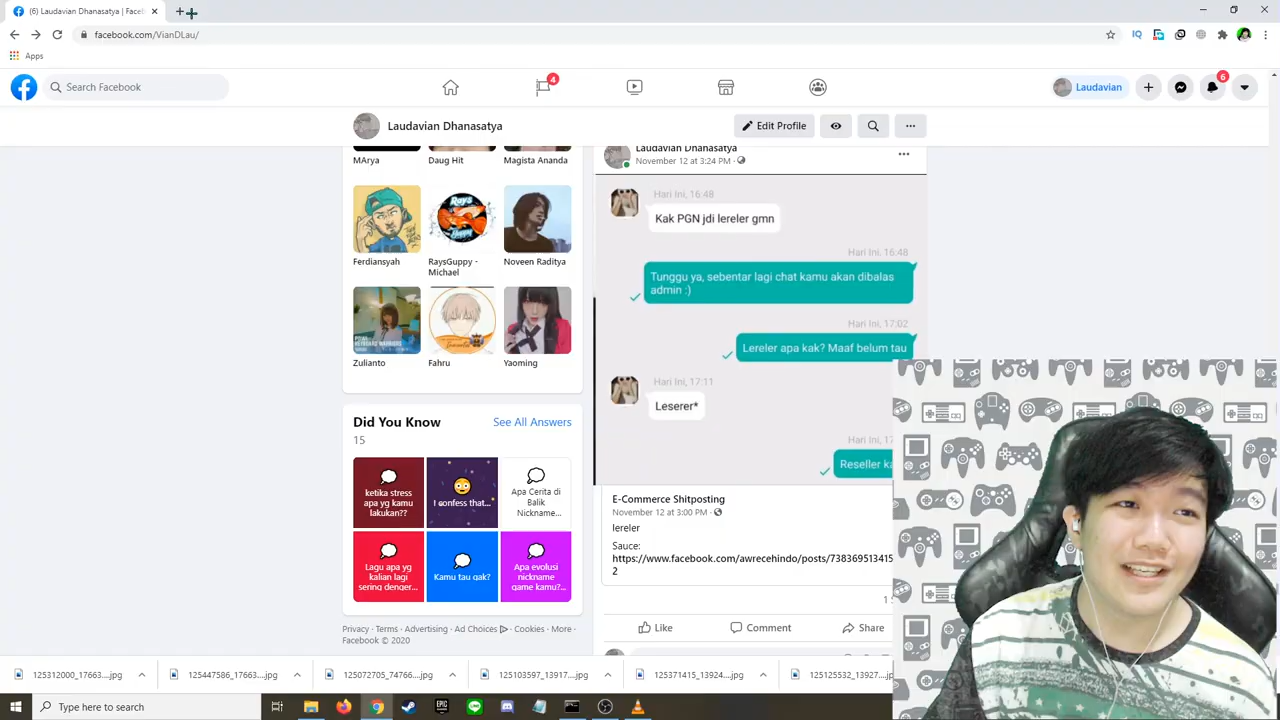 (6) Laudavian Dhanasatya | Faceb
facebook.com/VianDLau/
Apps
Search Facebook
4
Laudavian
6
Laudavian Dhanasatya
Edit Profile
MArya
Daug Hit
Magista Ananda
Ferdiansyah
RaysGuppy -
Michael
Noveen Raditya
Zulianto
Fahru
Yaoming
Did You Know
See All Answers
15
ketika stress
apa yg kamu
lakukan??
I confess that...
Apa Cerita di
Balik
Nickname...
Lagu apa yg
kalian lagi
sering denger...
Kamu tau gak?
Apa evolusi
nickname
game kamu?...
Privacy · Terms · Advertising · Ad Choices · Cookies · More ·
Facebook © 2020
Laudavian Dhanasatya
November 12 at 3:24 PM ·
Hari Ini, 16:48
Kak PGN jdi lereler gmn
Hari Ini, 16:48
Tunggu ya, sebentar lagi chat kamu akan dibalas
admin :)
Hari Ini, 17:02
Lereler apa kak? Maaf belum tau
Hari Ini, 17:11
Leserer*
Hari Ini, 17
Reseller ka
E-Commerce Shitposting
November 12 at 3:00 PM ·
lereler
Sauce:
https://www.facebook.com/awrecehindo/posts/738369513415
2
Like
Comment
Share
125312000_17663....jpg
125447586_17663....jpg
125072705_74766....jpg
125103597_13917....jpg
125371415_13924....jpg
125125532_13927....jp
Type here to search